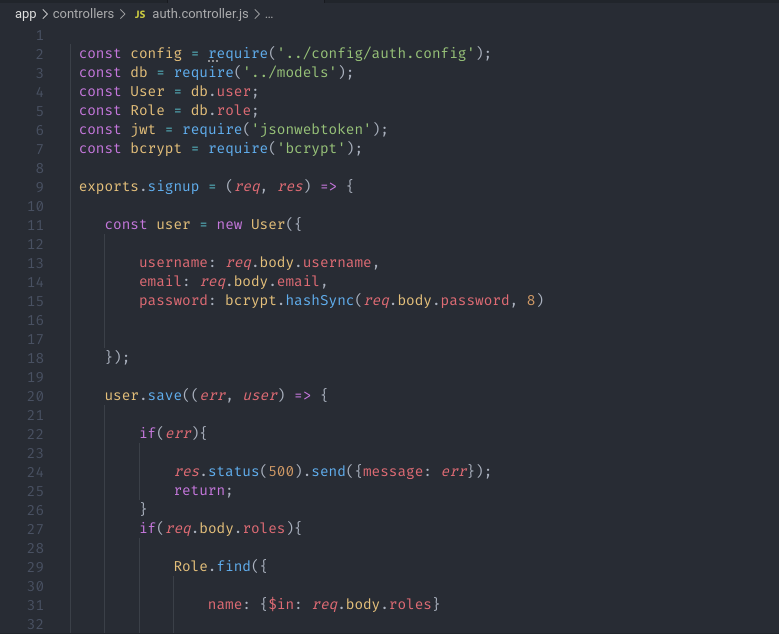 app > controllers > JS auth.controller.js > ...
1
2 const config = require('../config/auth.config');
3 const db = require('../models');
4 const User = db.user;
5 const Role = db.role;
6 const jwt = require('jsonwebtoken');
7 const bcrypt = require('bcrypt');
8
9 exports.signup = (req, res) => {
10
11 const user = new User({
12
13 username: req.body.username,
14 email: req.body.email,
15 password: bcrypt.hashSync(req.body.password, 8)
16
17
18 });
19
20 user.save((err, user) => {
21
22 if(err){
23
24 res.status(500).send({message: err});
25 return;
26 }
27 if(req.body.roles){
28
29 Role.find({
30
31 name: {$in: req.body.roles}
32